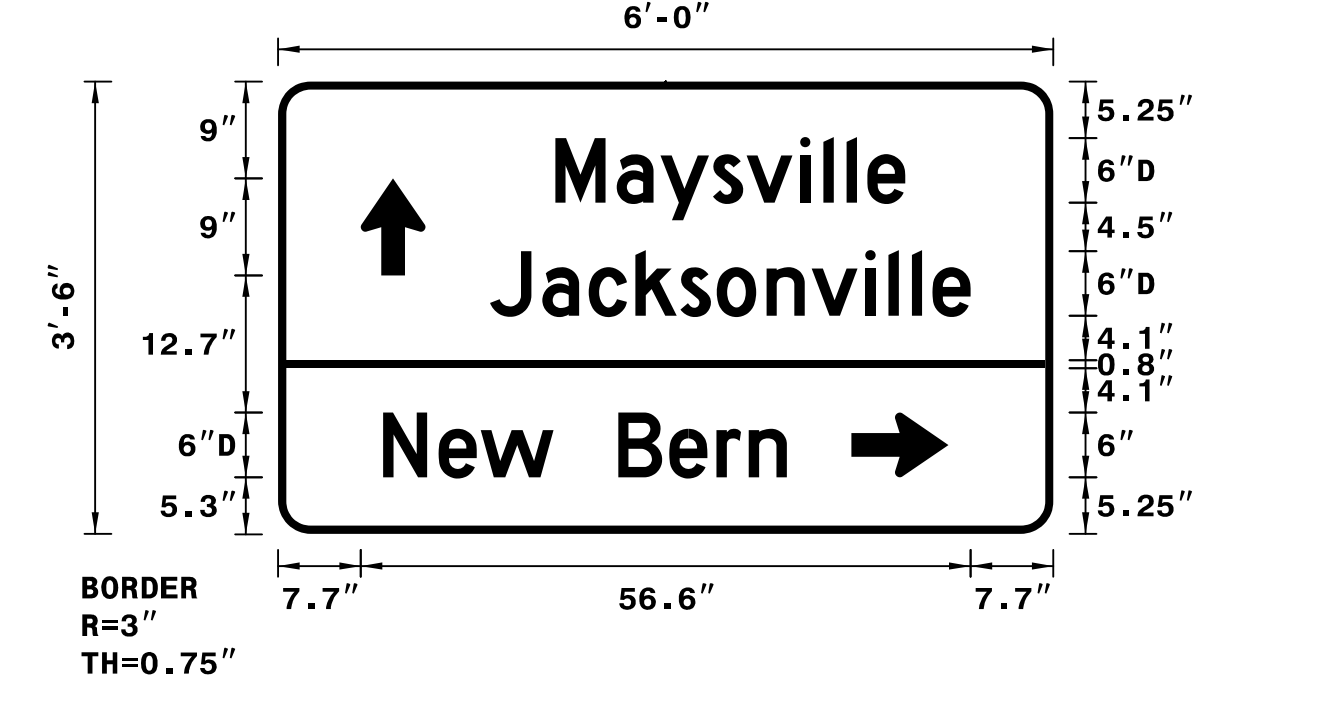 6'-0"
9"
9"
12.7"
6"D
5.3"
3'-6"
Maysville
Jacksonville
New Bern
5.25"
6"D
4.5"
6"D
4.1"
0.8"
4.1"
6"
5.25"
7.7"
56.6"
7.7"
BORDER
R=3"
TH=0.75"